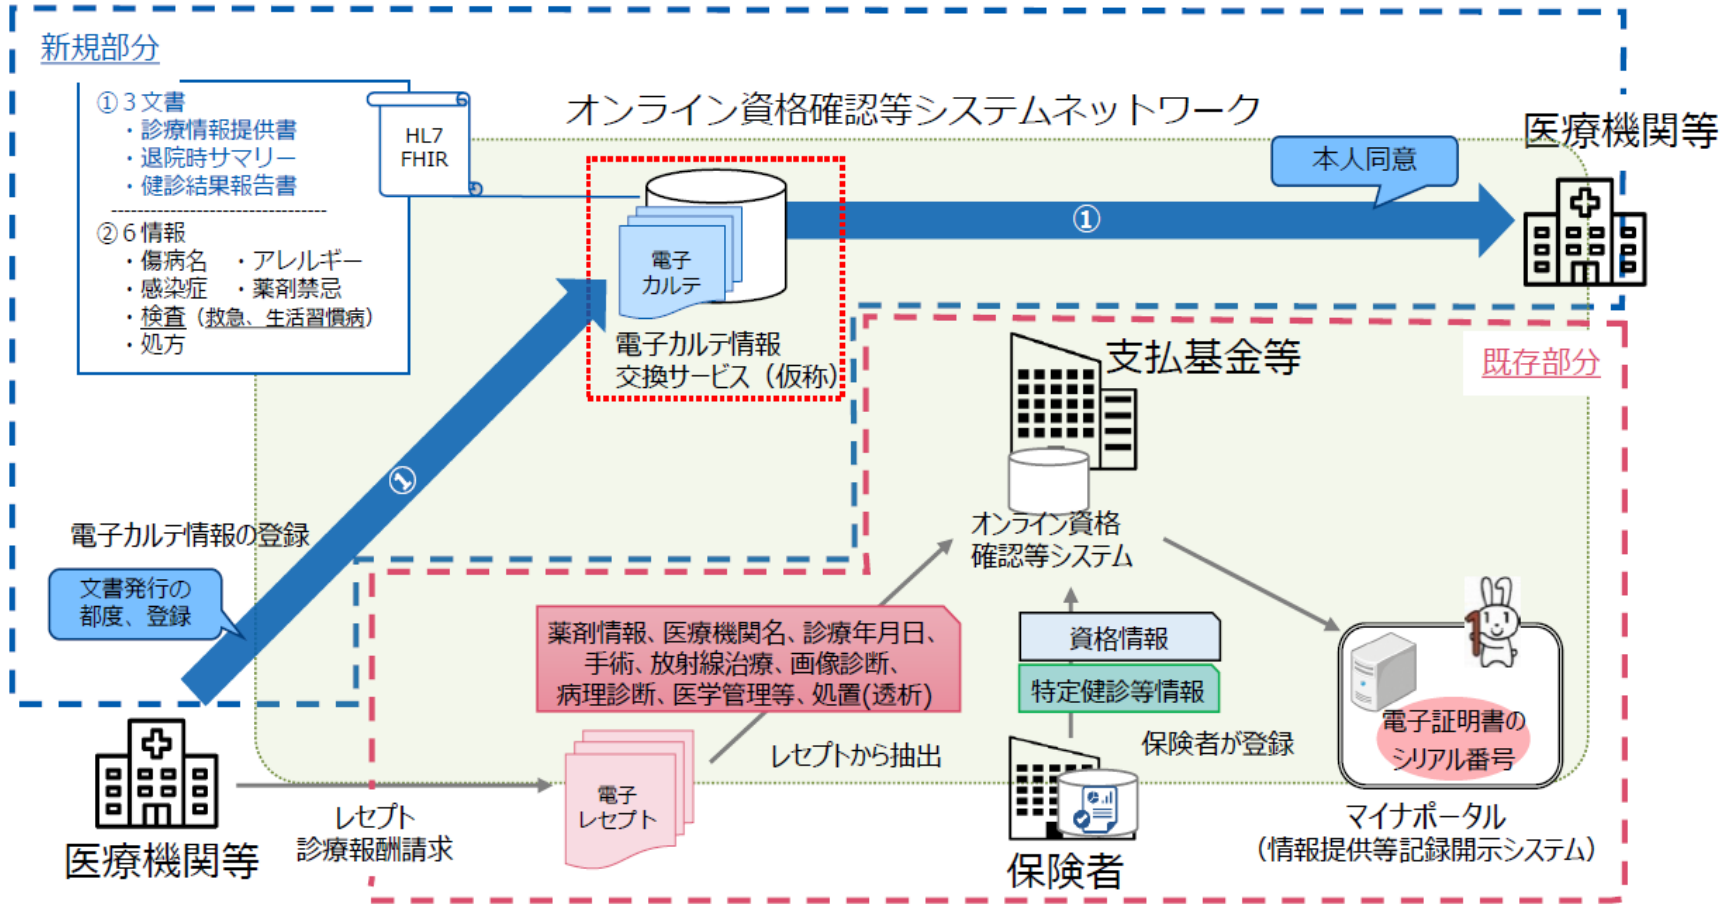 新規部分
①３文書
・診療情報提供書
・退院時サマリー
・健診結果報告書
②６情報
・傷病名 ・アレルギー
・感染症 ・薬剤禁忌
・検査（救急、生活習慣病）
・処方
HL7
FHIR
オンライン資格確認等システムネットワーク
医療機関等
本人同意
①
電子
カルテ
電子カルテ情報
交換サービス（仮称）
①
電子カルテ情報の登録
文書発行の
都度、登録
既存部分
支払基金等
オンライン資格
確認等システム
薬剤情報、医療機関名、診療年月日、
手術、放射線治療、画像診断、
病理診断、医学管理等、処置(透析)
資格情報
特定健診等情報
レセプトから抽出
保険者が登録
電子証明書の
シリアル番号
医療機関等
レセプト
診療報酬請求
電子
レセプト
保険者
マイナポータル
（情報提供等記録開示システム）